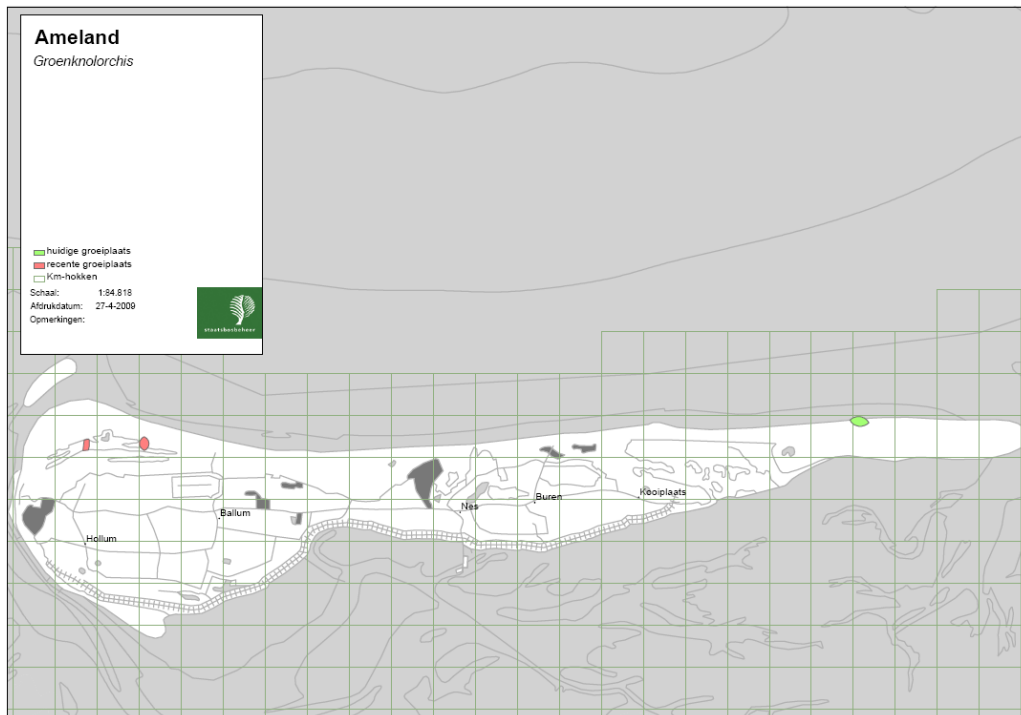 Ameland
Groenknolorchis
huidige groeiplaats
recente groeiplaats
Km-hokken
Schaal: 1:84.818
Afdrukdatum: 27-4-2009
Opmerkingen:
staatsbosbeheer
Kooiplaats
Buren
Nes
Ballum
Hollum